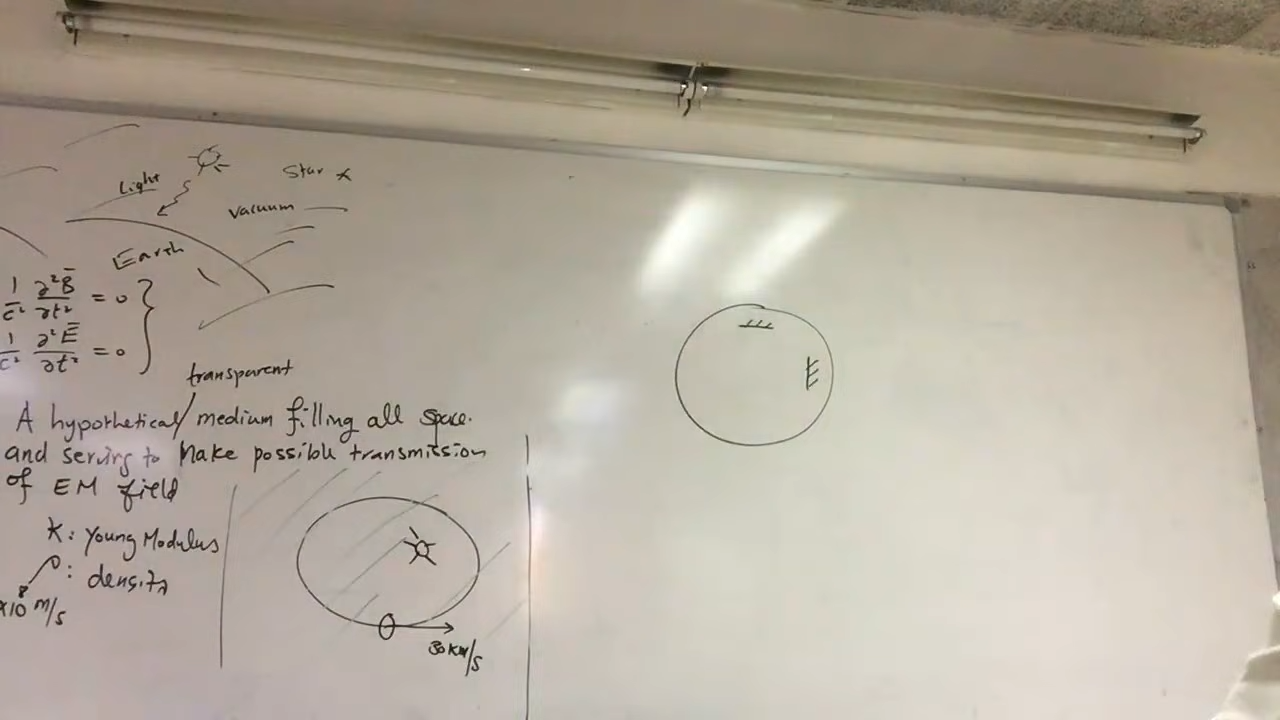 Light
Star
Vacuum
Earth
1/c² ∂²B̄/∂t² = 0
1/c² ∂²Ē/∂t² = 0
transparent
A hypothetical/medium filling all space.
and serving to Make possible transmission
of EM field
K: Young Modulus
: density
×10⁸ m/s
30 KM/s